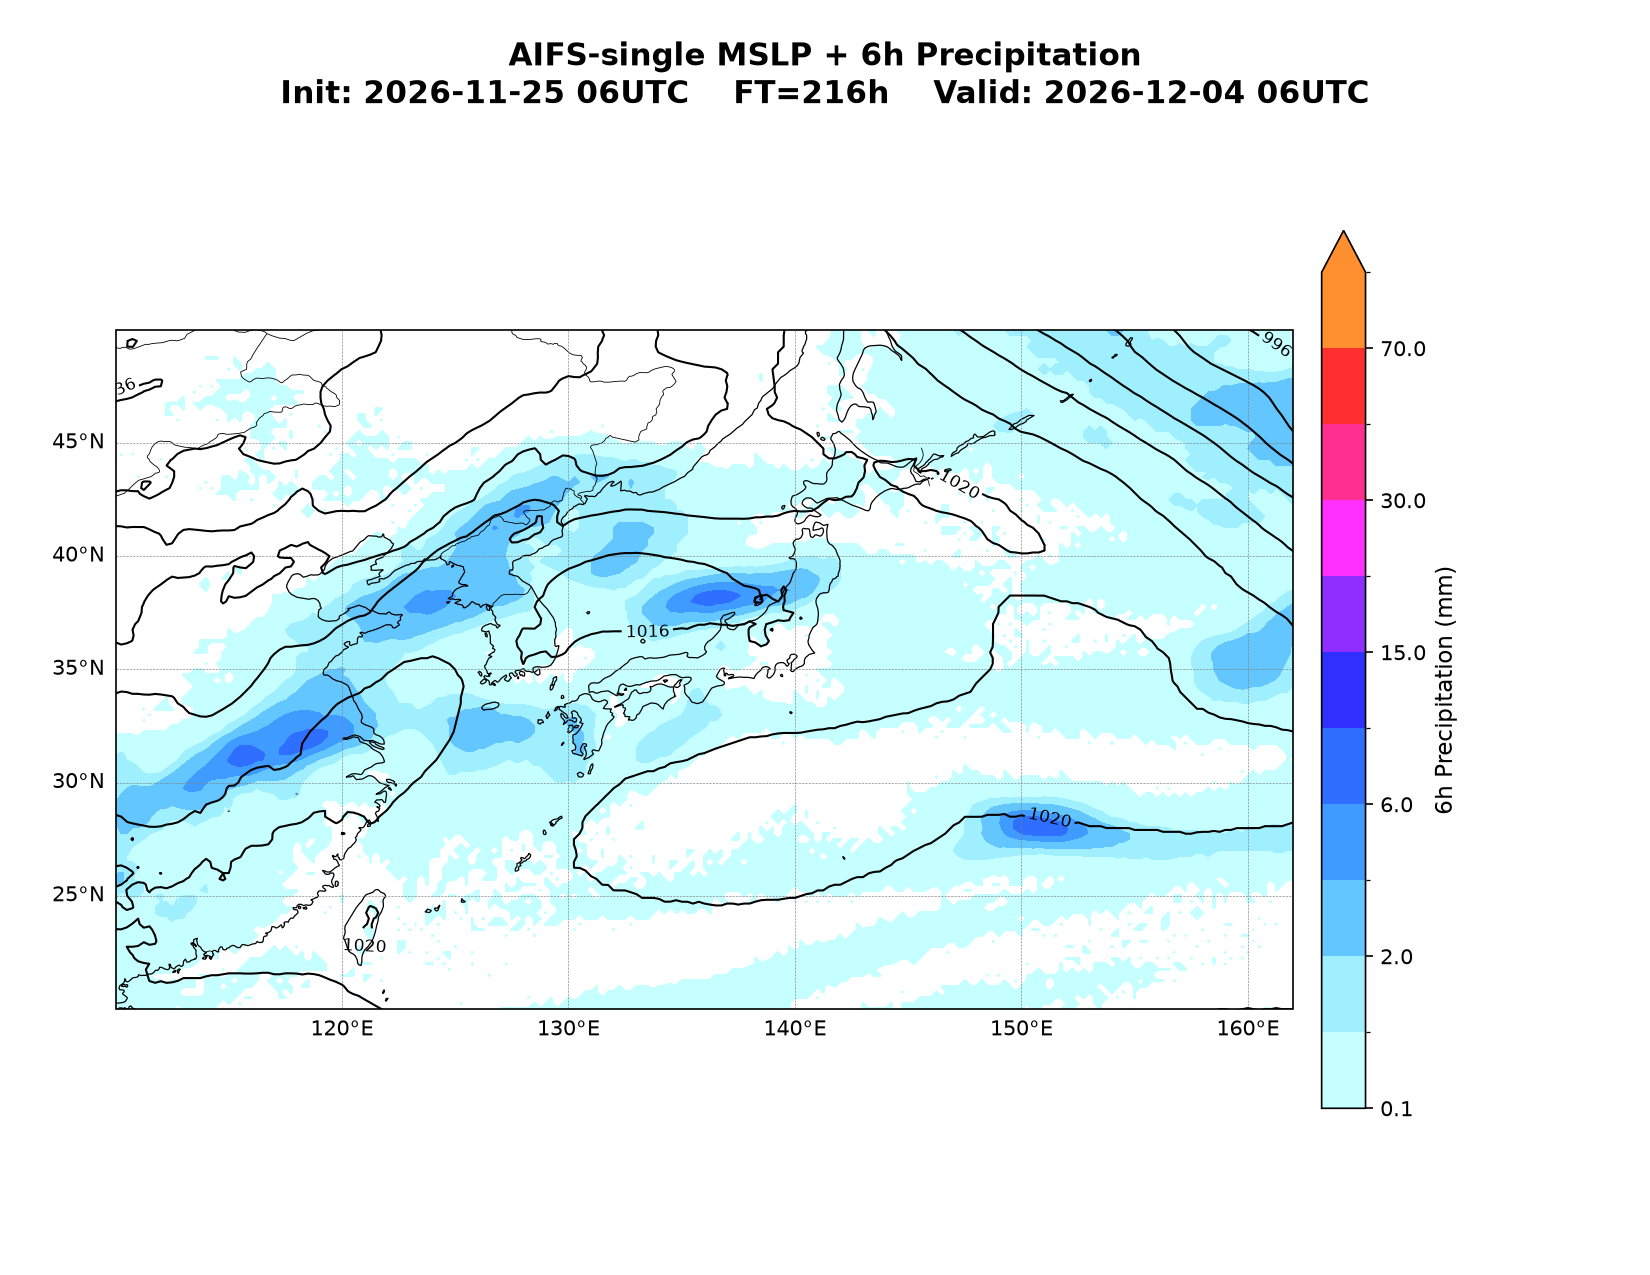 AIFS-single MSLP + 6h Precipitation
Init: 2026-11-25 06UTC    FT=216h    Valid: 2026-12-04 06UTC
996
36
1020
1016
1020
1020
45°N
40°N
35°N
30°N
25°N
120°E
130°E
140°E
150°E
160°E
70.0
30.0
15.0
6.0
2.0
0.1
6h Precipitation (mm)